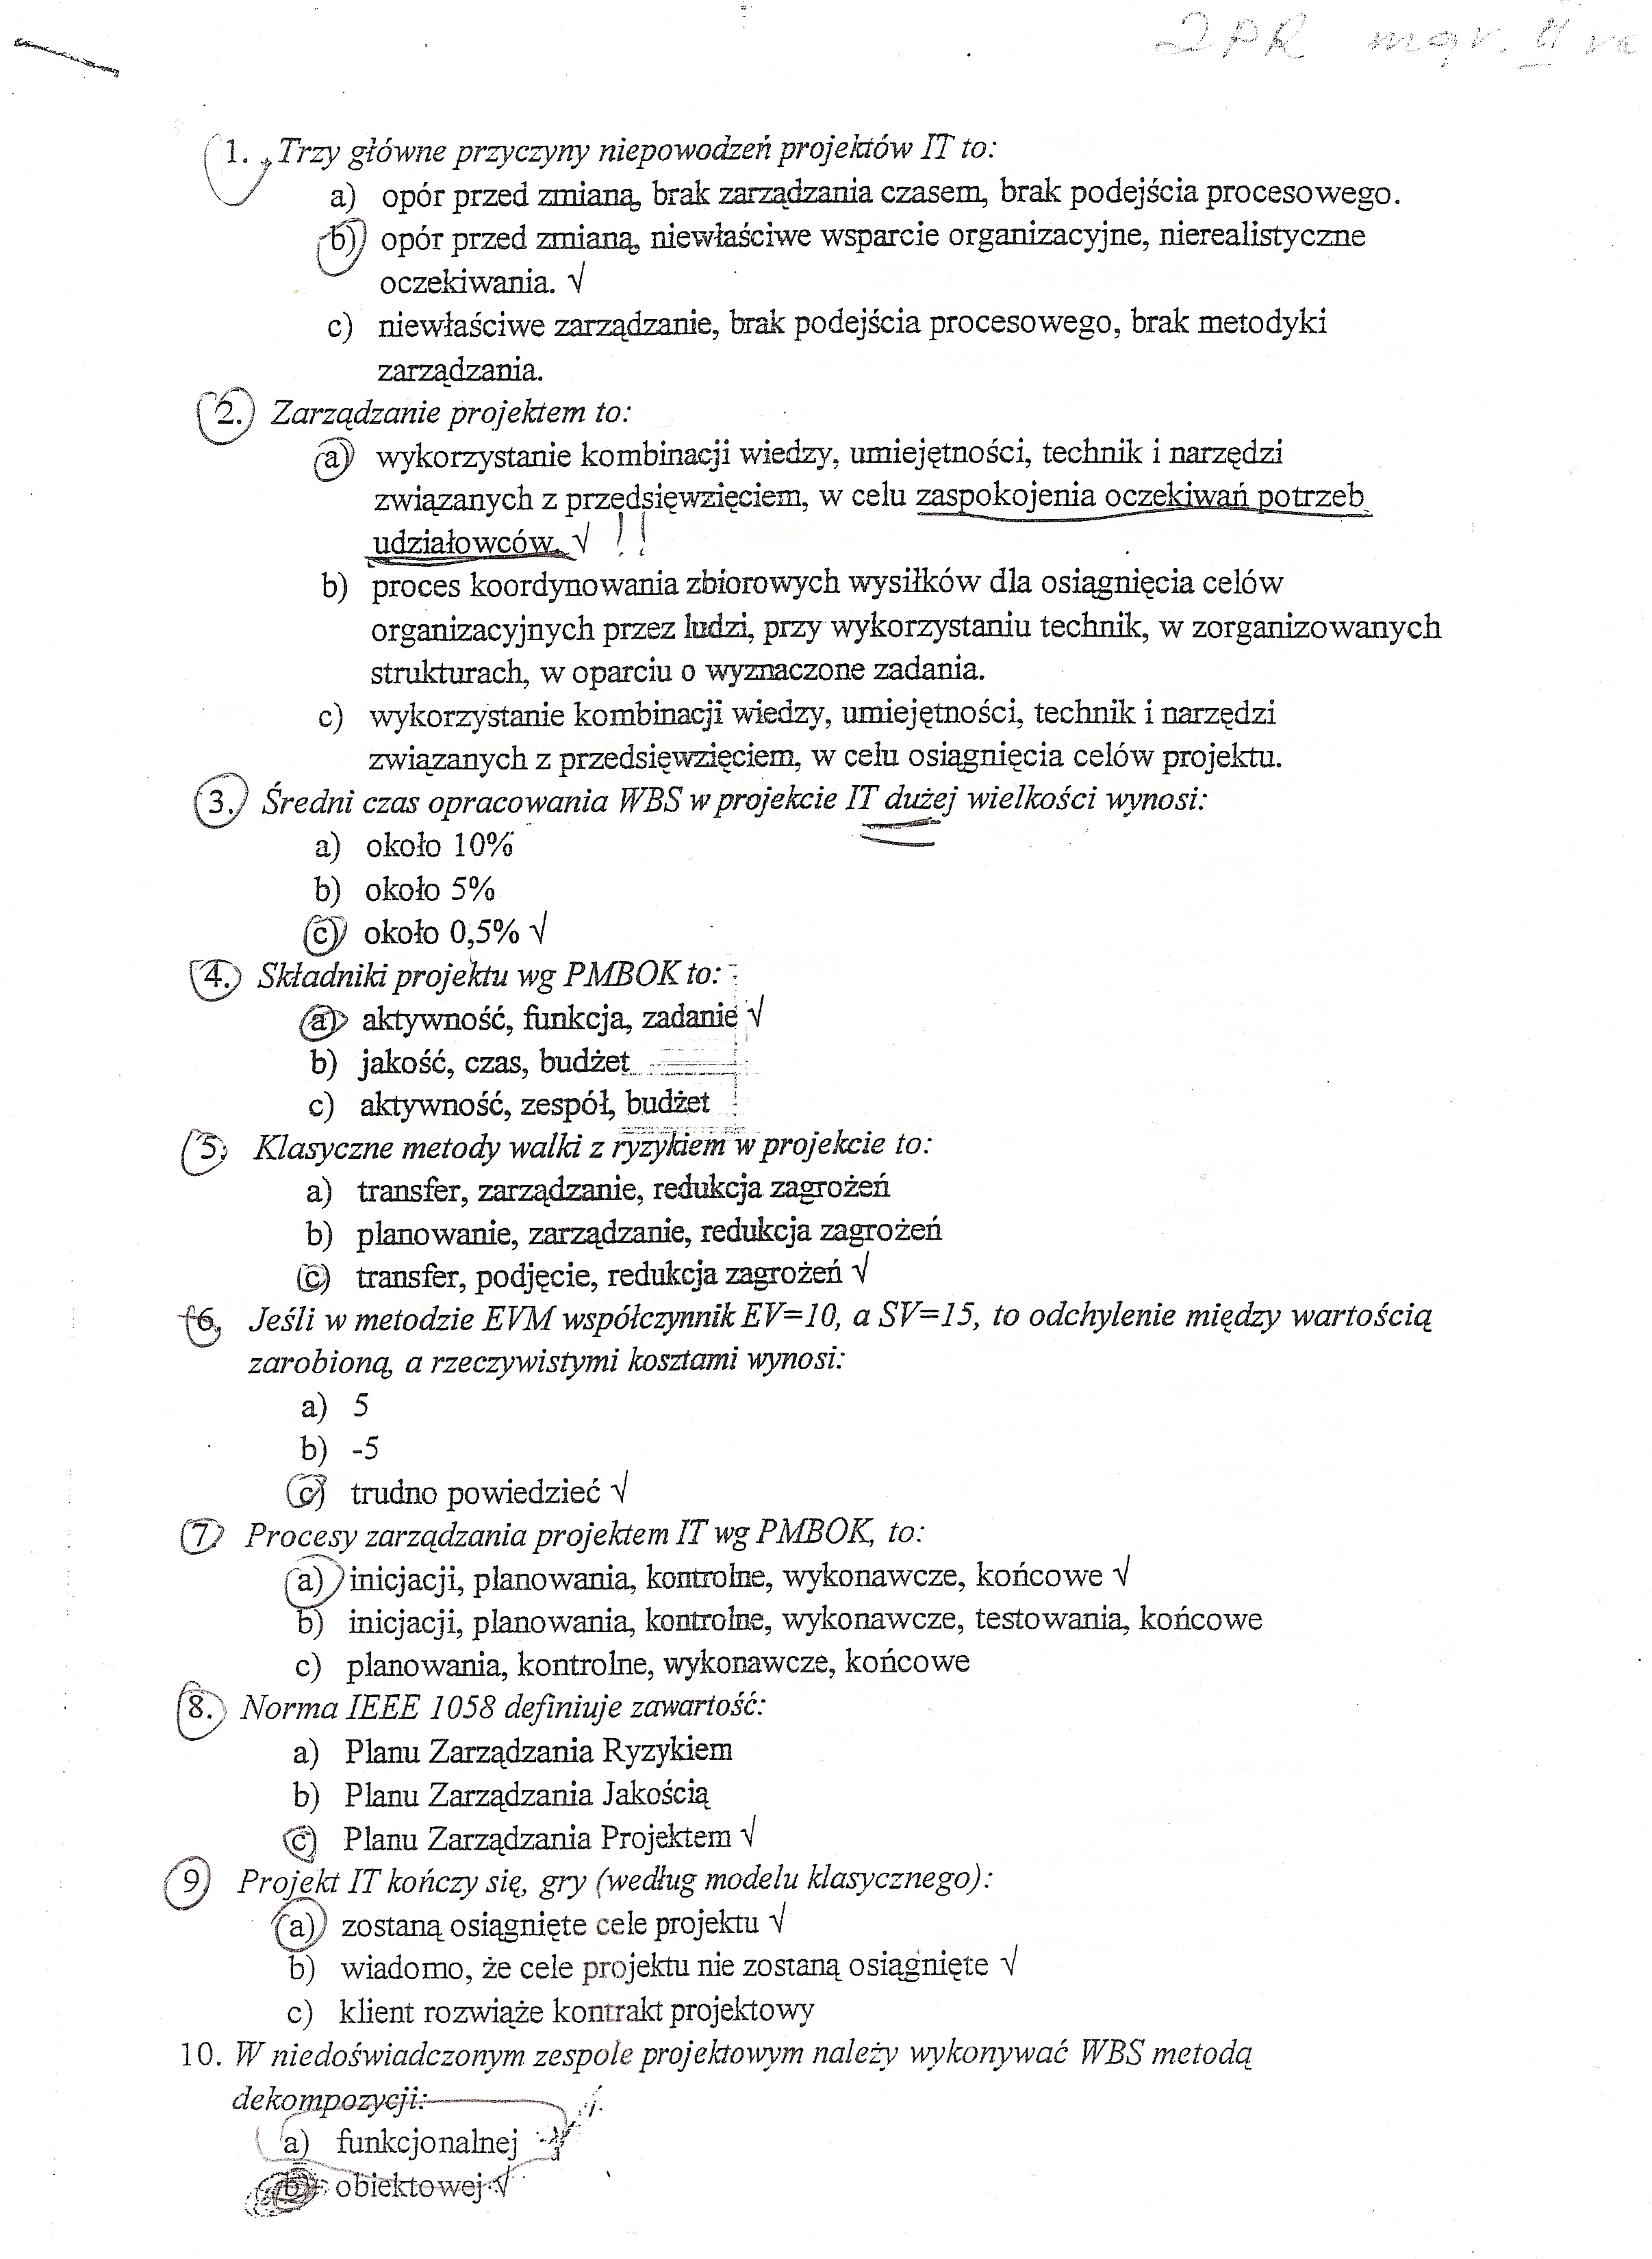 2PR mgr. II
1. Trzy główne przyczyny niepowodzeń projektów IT to:
a) opór przed zmianą, brak zarządzania czasem, brak podejścia procesowego.
b) opór przed zmianą, niewłaściwe wsparcie organizacyjne, nierealistyczne
oczekiwania. √
c) niewłaściwe zarządzanie, brak podejścia procesowego, brak metodyki
zarządzania.
2. Zarządzanie projektem to:
a) wykorzystanie kombinacji wiedzy, umiejętności, technik i narzędzi
związanych z przedsięwzięciem, w celu zaspokojenia oczekiwań potrzeb
udziałowców. √ !!
b) proces koordynowania zbiorowych wysiłków dla osiągnięcia celów
organizacyjnych przez ludzi, przy wykorzystaniu technik, w zorganizowanych
strukturach, w oparciu o wyznaczone zadania.
c) wykorzystanie kombinacji wiedzy, umiejętności, technik i narzędzi
związanych z przedsięwzięciem, w celu osiągnięcia celów projektu.
3. Średni czas opracowania WBS w projekcie IT dużej wielkości wynosi:
a) około 10%
b) około 5%
c) około 0,5% √
4. Składniki projektu wg PMBOK to:
a) aktywność, funkcja, zadanie √
b) jakość, czas, budżet
c) aktywność, zespół, budżet
5. Klasyczne metody walki z ryzykiem w projekcie to:
a) transfer, zarządzanie, redukcja zagrożeń
b) planowanie, zarządzanie, redukcja zagrożeń
c) transfer, podjęcie, redukcja zagrożeń √
6. Jeśli w metodzie EVM współczynnik EV=10, a SV=15, to odchylenie między wartością
zarobioną, a rzeczywistymi kosztami wynosi:
a) 5
b) -5
c) trudno powiedzieć √
7. Procesy zarządzania projektem IT wg PMBOK, to:
a) inicjacji, planowania, kontrolne, wykonawcze, końcowe √
b) inicjacji, planowania, kontrolne, wykonawcze, testowania, końcowe
c) planowania, kontrolne, wykonawcze, końcowe
8. Norma IEEE 1058 definiuje zawartość:
a) Planu Zarządzania Ryzykiem
b) Planu Zarządzania Jakością
c) Planu Zarządzania Projektem √
9 Projekt IT kończy się, gry (według modelu klasycznego):
a) zostaną osiągnięte cele projektu √
b) wiadomo, że cele projektu nie zostaną osiągnięte √
c) klient rozwiąże kontrakt projektowy
10. W niedoświadczonym zespole projektowym należy wykonywać WBS metodą
dekompozycji:
a) funkcjonalnej
b) obiektowej √